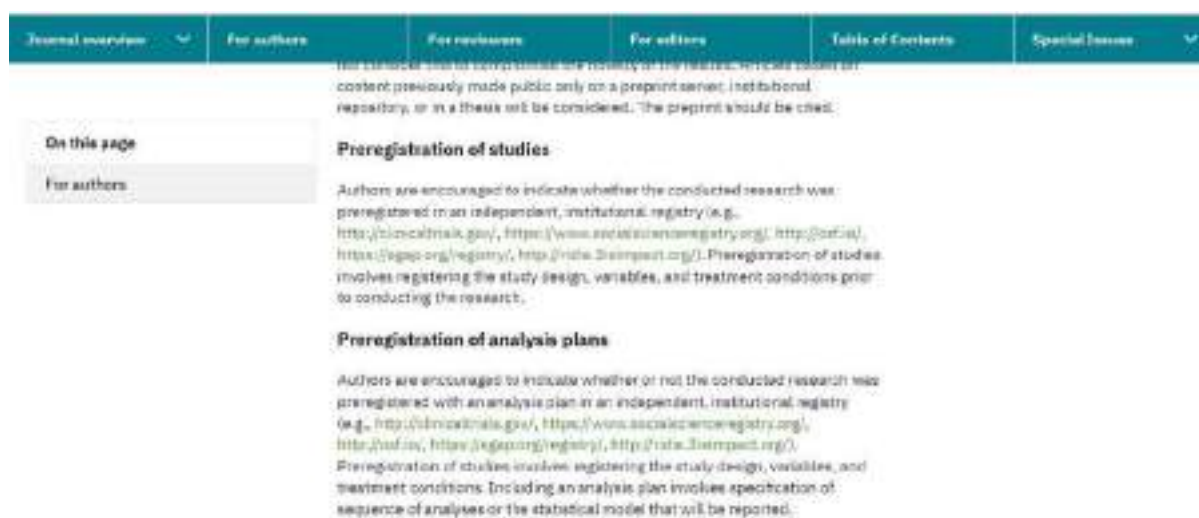 Journal overview
For authors
For reviewers
For editors
Table of Contents
Special Issues
content previously made public only on a preprint server, institutional
repository, or in a thesis will be considered. The preprint should be cited.
On this page
For authors
Preregistration of studies
Authors are encouraged to indicate whether the conducted research was
preregistered in an independent, institutional registry (e.g.,
http://clinicaltrials.gov/, https://www.socialscienceregistry.org/, http://osf.io/,
https://egap.org/registry/, http://ridie.3ieimpact.org/). Preregistration of studies
involves registering the study design, variables, and treatment conditions prior
to conducting the research.
Preregistration of analysis plans
Authors are encouraged to indicate whether or not the conducted research was
preregistered with an analysis plan in an independent, institutional registry
(e.g., http://clinicaltrials.gov/, https://www.socialscienceregistry.org/,
http://osf.io/, https://egap.org/registry/, http://ridie.3ieimpact.org/).
Preregistration of studies involves registering the study design, variables, and
treatment conditions. Including an analysis plan involves specification of
sequence of analyses or the statistical model that will be reported.